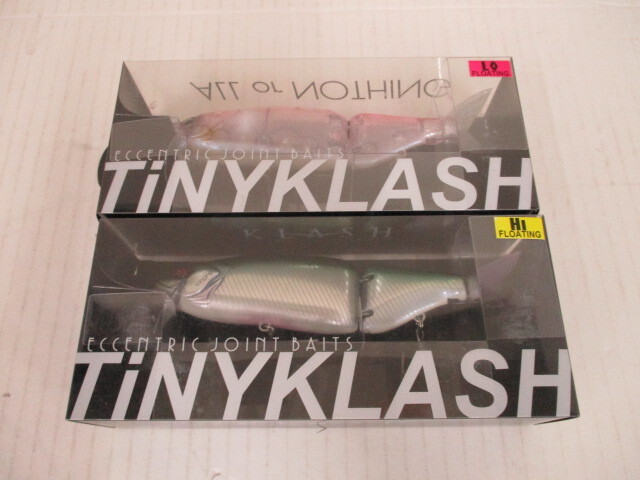 LO
FLOATING
ALL or NOTHING
ECCENTRIC JOINT BAITS
TiNYKLASH
KLASH
Hi
FLOATING
ECCENTRIC JOINT BAITS
TiNYKLASH